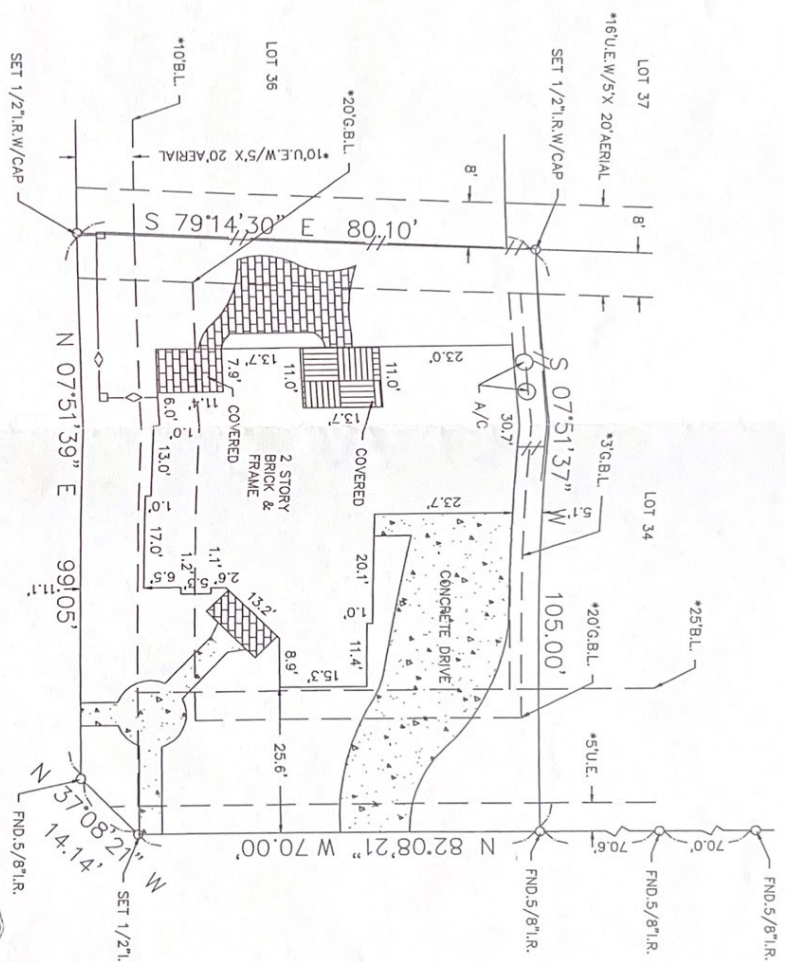 LOT 37
*16'U.E.W/5'X 20'AERIAL
SET 1/2"I.R.W/CAP
8'
8'
LOT 36
*20'G.B.L.
*10'U.E.W/5'X 20'AERIAL
*10'B.L.
SET 1/2"I.R.W/CAP
S 79°14'30" E 80.10'
S 07°51'37" W 105.00'
5.1'
*3'G.B.L.
LOT 34
*20'G.B.L.
*25'B.L.
*5'U.E.
23.0'
A/C
30.7'
11.0'
13.7'
11.0'
13.7'
COVERED
7.9'
11.4'
COVERED
2 STORY
BRICK &
FRAME
6.0'
1.0'
13.0'
1.0'
17.0'
6.5'
1.2'
1.1'
2.6'
13.2'
8.9'
15.3'
11.4'
1.0'
20.1'
23.7'
CONCRETE DRIVE
25.6'
N 07°51'39" E 99.05'
11.1'
N 37°08'21" W
14.14'
N 82°08'21" W 70.00'
FND.5/8"I.R.
SET 1/2"I.
FND.5/8"I.R.
70.6'
FND.5/8"I.R.
70.0'
FND.5/8"I.R.